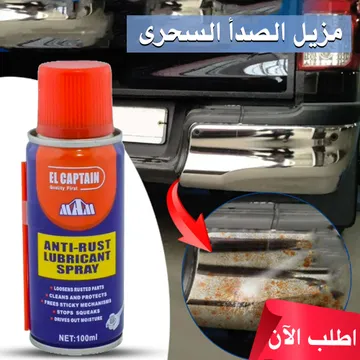 مزيل الصدأ السحرى
EL CAPTAIN
Quality First
ANTI-RUST
LUBRICANT
SPRAY
LOOSENS RUSTED PARTS
CLEANS AND PROTECTS
FREES STICKY MECHANISMS
STOPS SQUEAKS
DRIVES OUT MOISTURE
NET:100ml
اطلب الآن